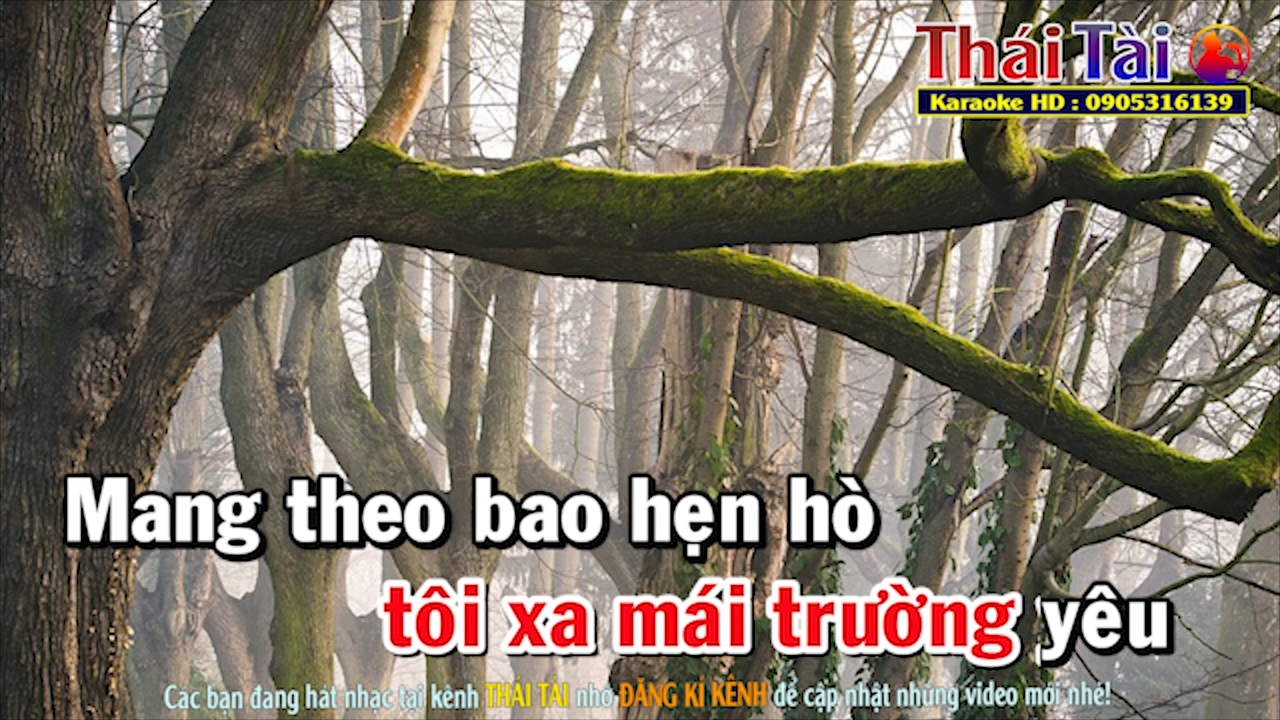 Thái Tài
Karaoke HD : 0905316139
Mang theo bao hẹn hò
tôi xa mái trường yêu
Các bạn đang hát nhạc tại kênh THÁI TÀI nhớ ĐĂNG KÍ KÊNH để cập nhật những video mới nhé!